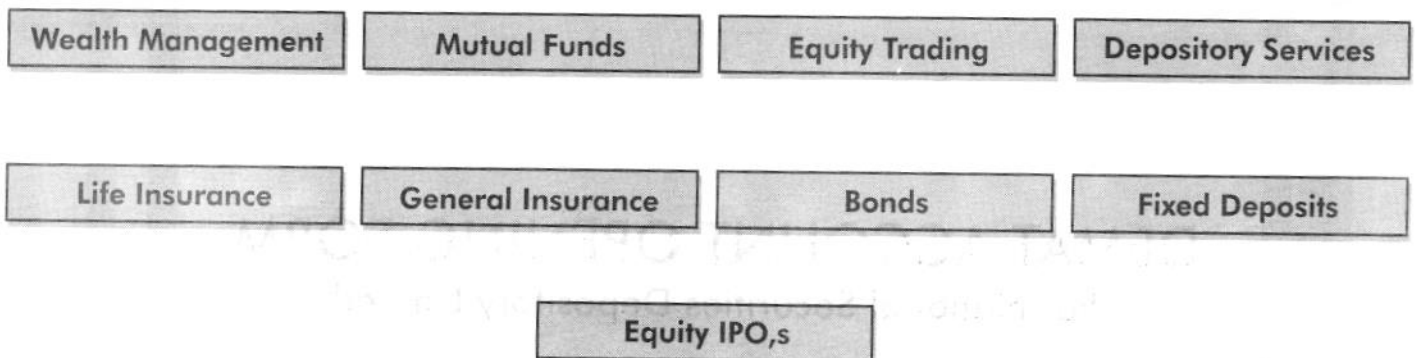 Wealth Management
Mutual Funds
Equity Trading
Depository Services
Life Insurance
General Insurance
Bonds
Fixed Deposits
Equity IPO,s